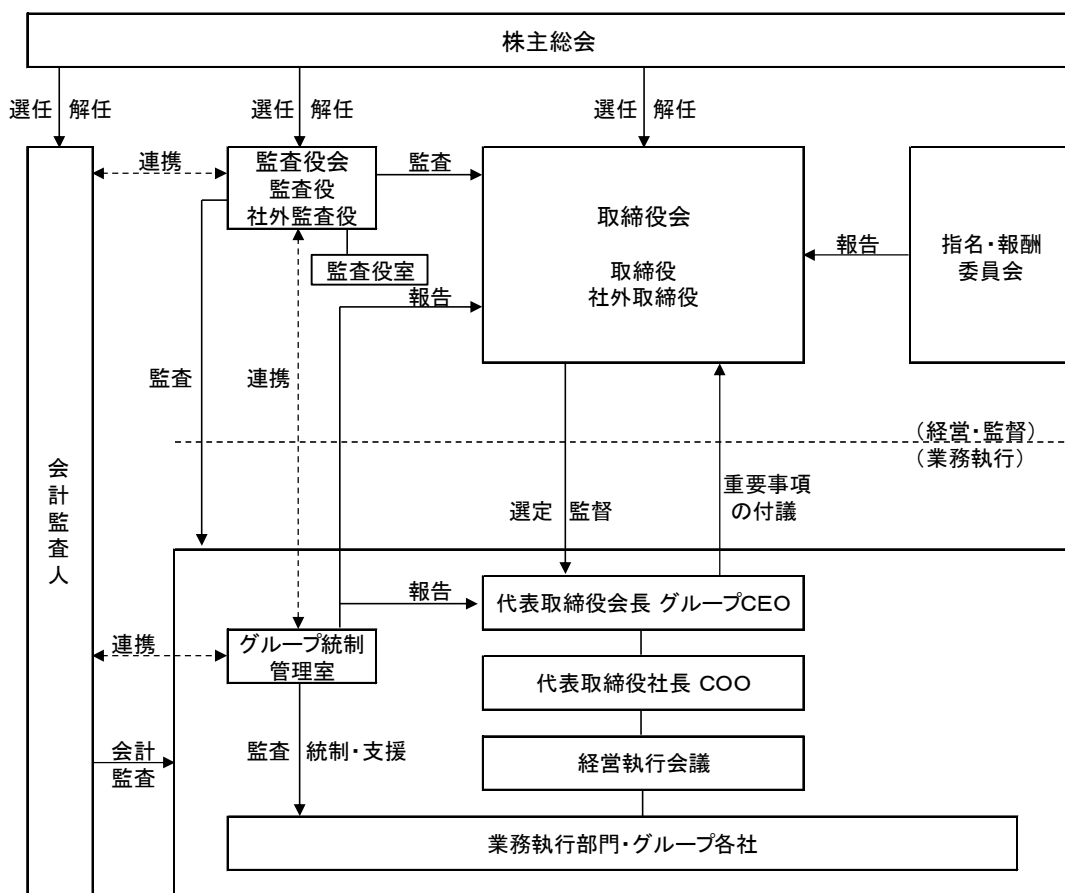 株主総会
選任 解任
選任 解任
選任 解任
連携
監査役会
監査役
社外監査役
監査
取締役会
取締役
社外取締役
報告
指名・報酬
委員会
監査役室
報告
監査
連携
(経営・監督)
(業務執行)
会計監査人
選定 監督
重要事項
の付議
報告
代表取締役会長 グループCEO
連携
グループ統制
管理室
代表取締役社長 COO
会計
監査
監査 統制・支援
経営執行会議
業務執行部門・グループ各社